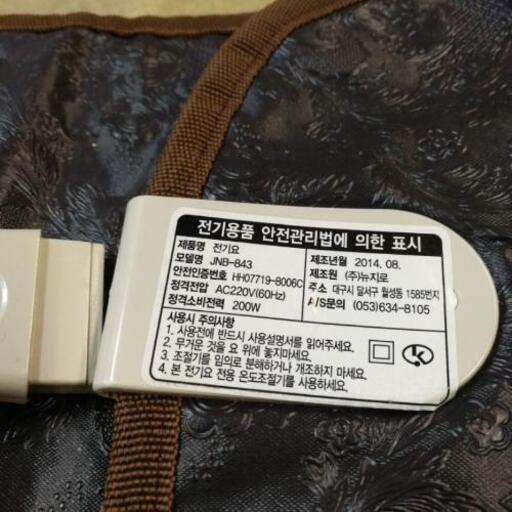 전기용품 안전관리법에 의한 표시
제품명 전기요
모델명 JNB-843
안전인증번호 HH07719-8006C
정격전압 AC220V(60Hz)
정격소비전력 200W
제조년월 2014.08.
제조원 (주)뉴지로
주소 대구시 달서구 월성동 1585번지
A/S문의 (053)634-8105
사용시 주의사항
1. 사용전에 반드시 사용설명서를 읽어주세요.
2. 무거운 것을 요 위에 놓지마세요.
3. 조절기를 임의로 분해하거나 개조하지 마세요.
4. 본 전기요 전용 온도조절기를 사용하세요.